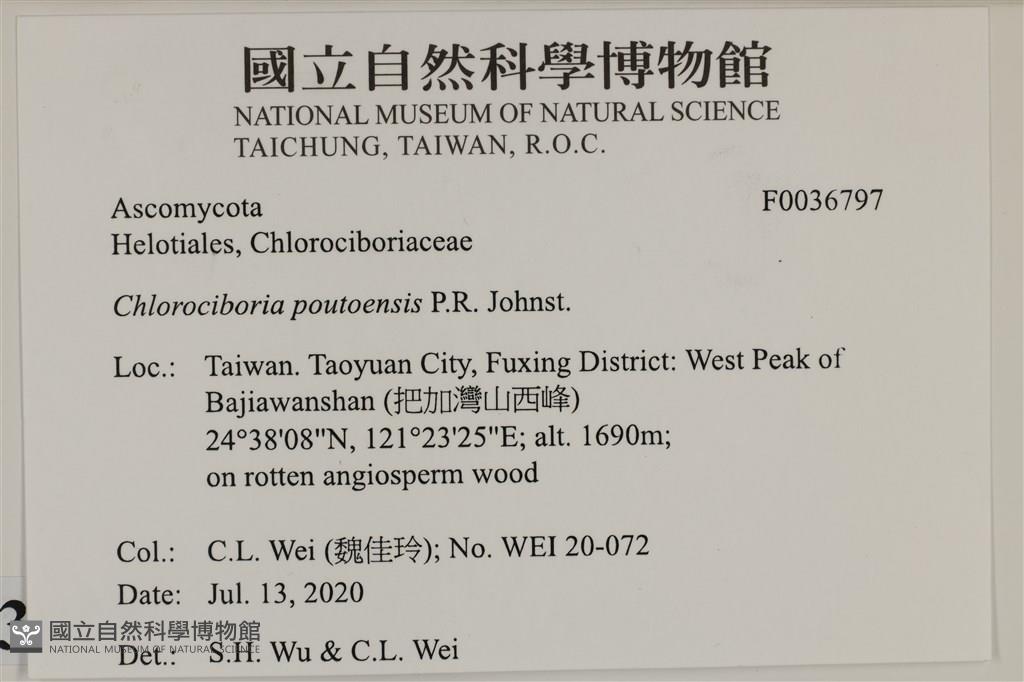 國立自然科學博物館
NATIONAL MUSEUM OF NATURAL SCIENCE
TAICHUNG, TAIWAN, R.O.C.
Ascomycota F0036797
Helotiales, Chlorociboriaceae
Chlorociboria poutoensis P.R. Johnst.
Loc.: Taiwan. Taoyuan City, Fuxing District: West Peak of
Bajiawanshan (把加灣山西峰)
24°38'08"N, 121°23'25"E; alt. 1690m;
on rotten angiosperm wood
Col.: C.L. Wei (魏佳玲); No. WEI 20-072
Date: Jul. 13, 2020
Det.: S.H. Wu & C.L. Wei
國立自然科學博物館
NATIONAL MUSEUM OF NATURAL SCIENCE